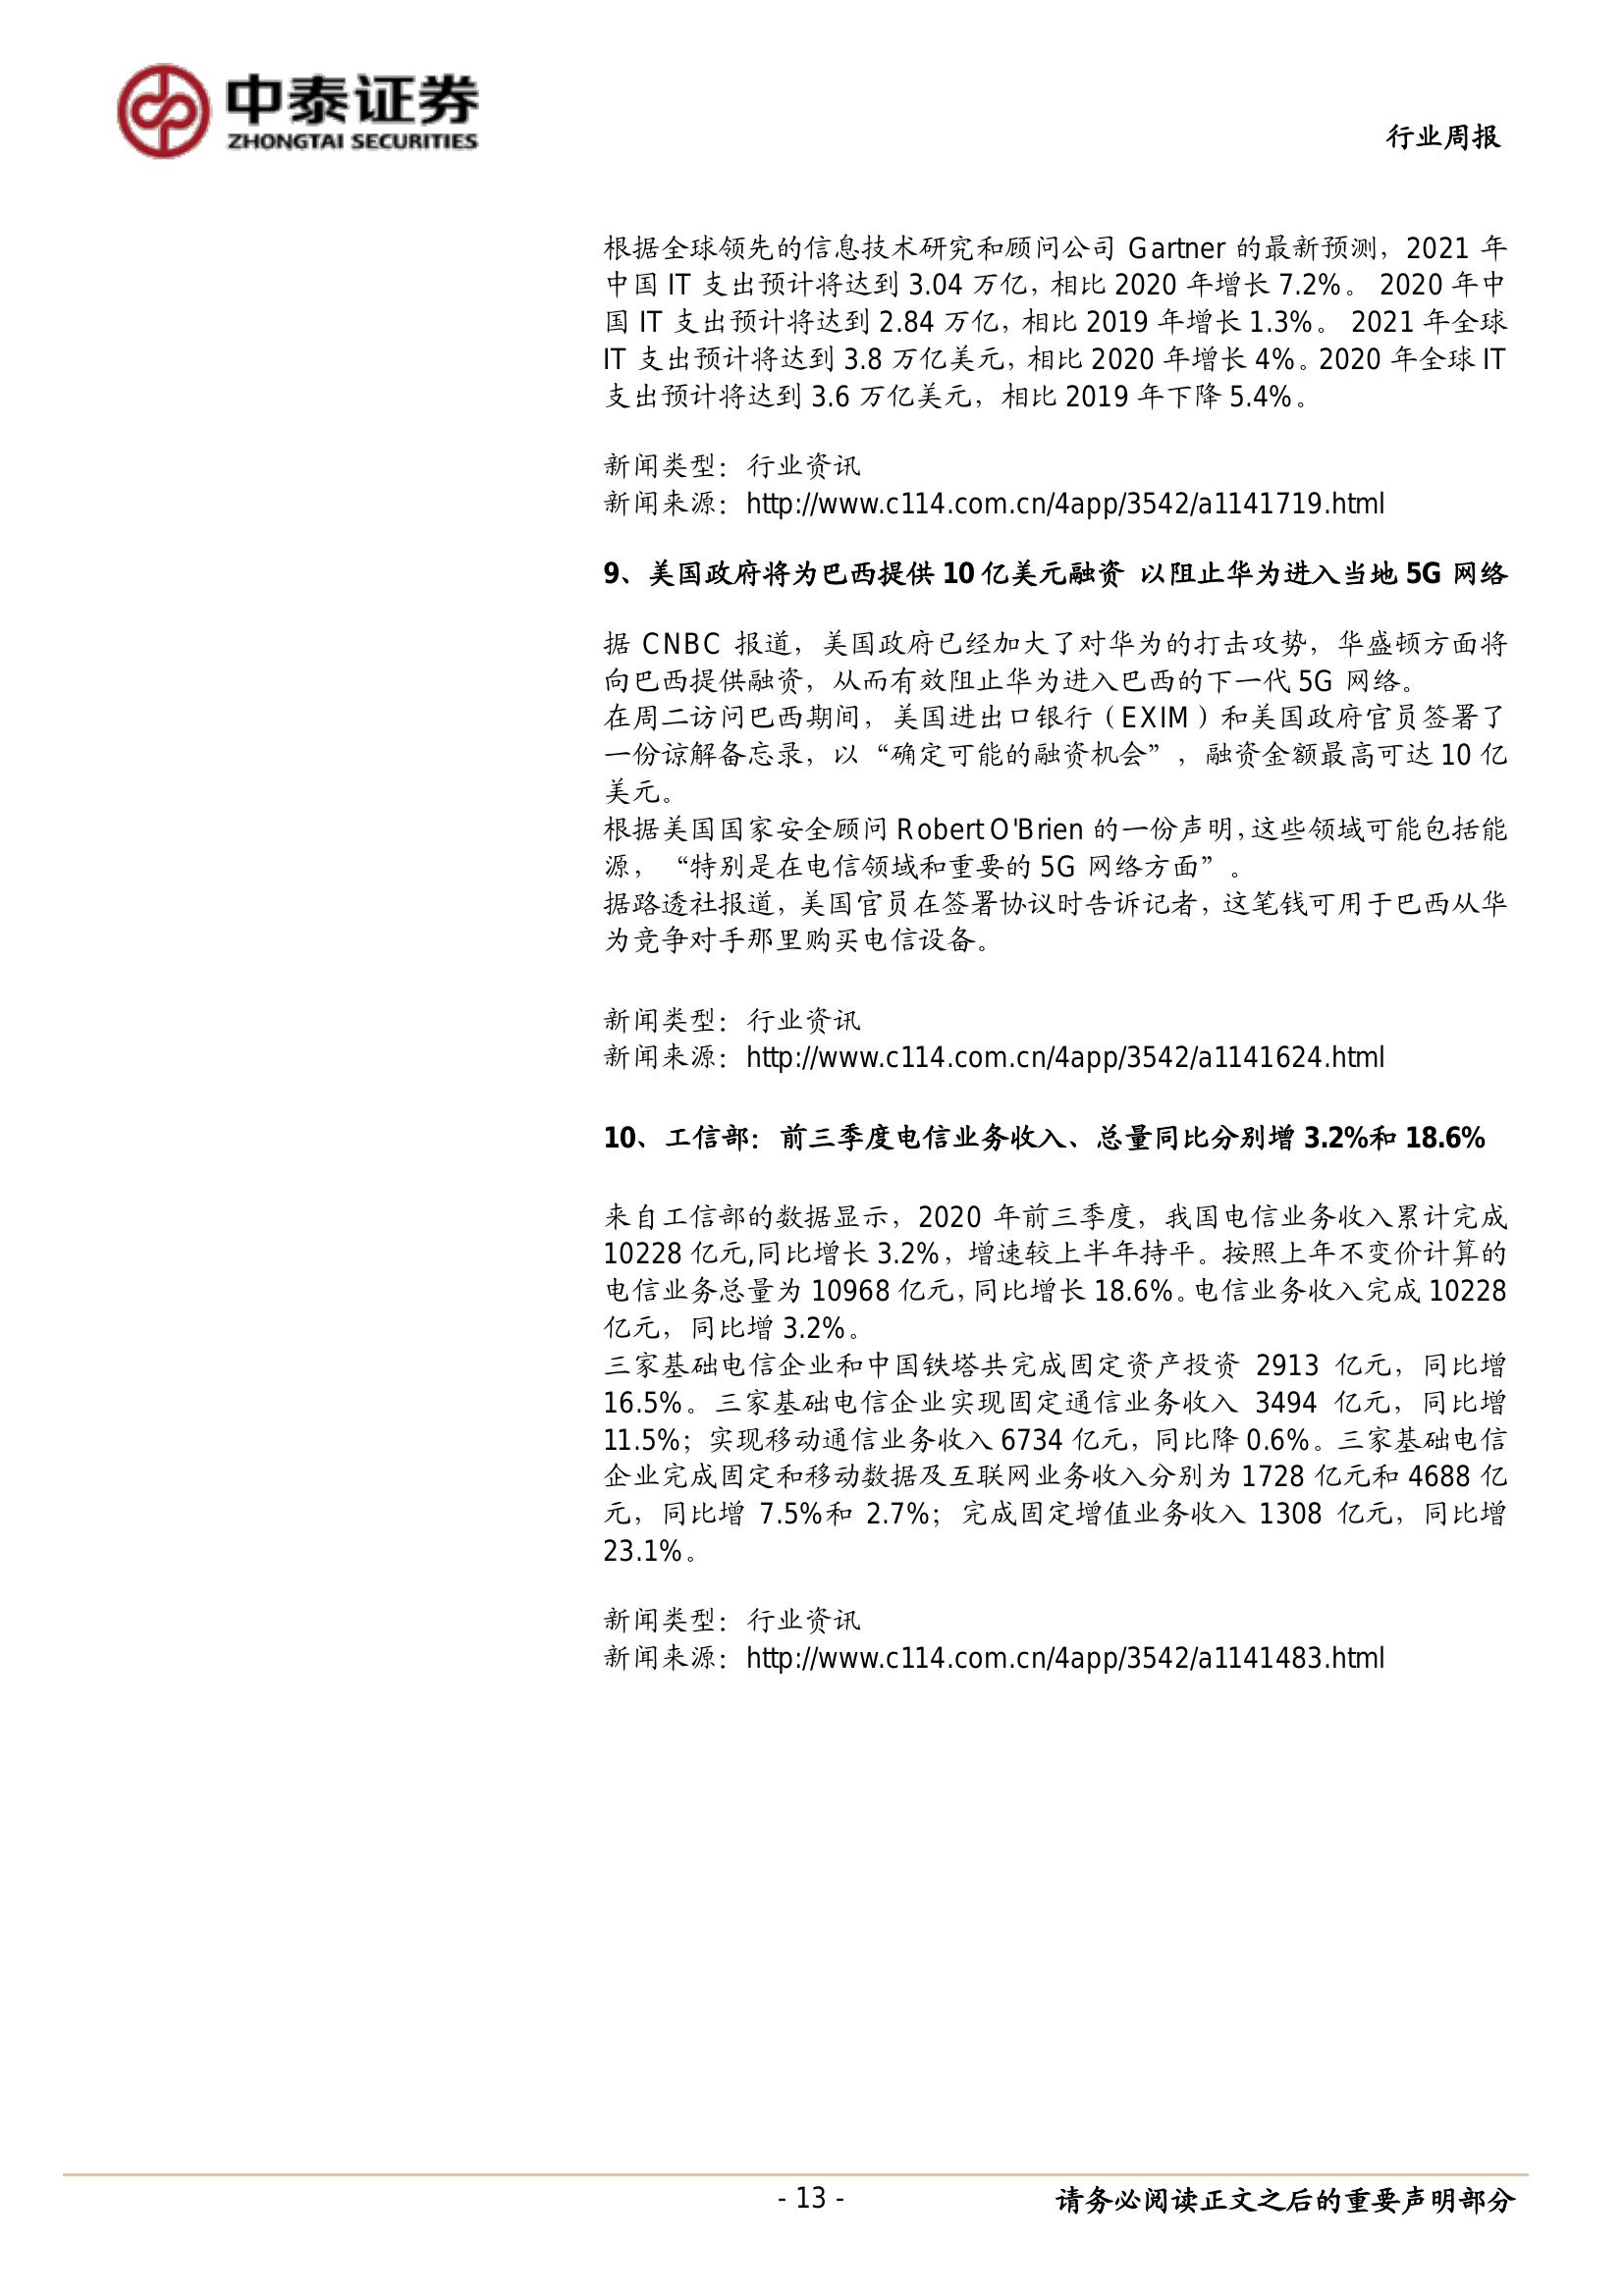 中泰证券
ZHONGTAI SECURITIES
行业周报
根据全球领先的信息技术研究和顾问公司 Gartner 的最新预测，2021 年
中国 IT 支出预计将达到 3.04 万亿，相比 2020 年增长 7.2%。 2020 年中
国 IT 支出预计将达到 2.84 万亿，相比 2019 年增长 1.3%。 2021 年全球
IT 支出预计将达到 3.8 万亿美元，相比 2020 年增长 4%。2020 年全球 IT
支出预计将达到 3.6 万亿美元，相比 2019 年下降 5.4%。
新闻类型：行业资讯
新闻来源：http://www.c114.com.cn/4app/3542/a1141719.html
9、美国政府将为巴西提供 10 亿美元融资 以阻止华为进入当地 5G 网络
据 CNBC 报道，美国政府已经加大了对华为的打击攻势，华盛顿方面将
向巴西提供融资，从而有效阻止华为进入巴西的下一代 5G 网络。
在周二访问巴西期间，美国进出口银行（EXIM）和美国政府官员签署了
一份谅解备忘录，以“确定可能的融资机会”，融资金额最高可达 10 亿
美元。
根据美国国家安全顾问 Robert O'Brien 的一份声明，这些领域可能包括能
源，“特别是在电信领域和重要的 5G 网络方面”。
据路透社报道，美国官员在签署协议时告诉记者，这笔钱可用于巴西从华
为竞争对手那里购买电信设备。
新闻类型：行业资讯
新闻来源：http://www.c114.com.cn/4app/3542/a1141624.html
10、工信部：前三季度电信业务收入、总量同比分别增 3.2%和 18.6%
来自工信部的数据显示，2020 年前三季度，我国电信业务收入累计完成
10228 亿元,同比增长 3.2%，增速较上半年持平。按照上年不变价计算的
电信业务总量为 10968 亿元，同比增长 18.6%。电信业务收入完成 10228
亿元，同比增 3.2%。
三家基础电信企业和中国铁塔共完成固定资产投资 2913 亿元，同比增
16.5%。三家基础电信企业实现固定通信业务收入 3494 亿元，同比增
11.5%；实现移动通信业务收入 6734 亿元，同比降 0.6%。三家基础电信
企业完成固定和移动数据及互联网业务收入分别为 1728 亿元和 4688 亿
元，同比增 7.5%和 2.7%；完成固定增值业务收入 1308 亿元，同比增
23.1%。
新闻类型：行业资讯
新闻来源：http://www.c114.com.cn/4app/3542/a1141483.html
- 13 -
请务必阅读正文之后的重要声明部分